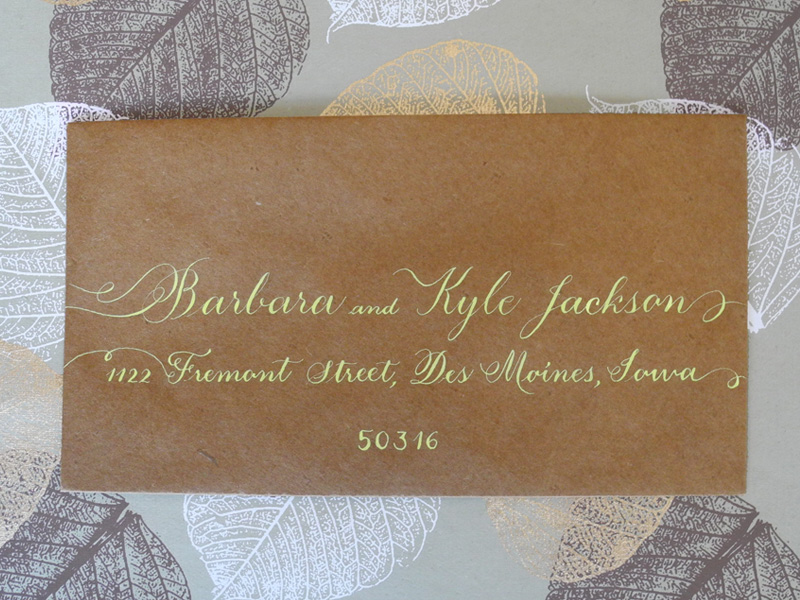 Barbara and Kyle Jackson
1122 Fremont Street, Des Moines, Iowa
50316